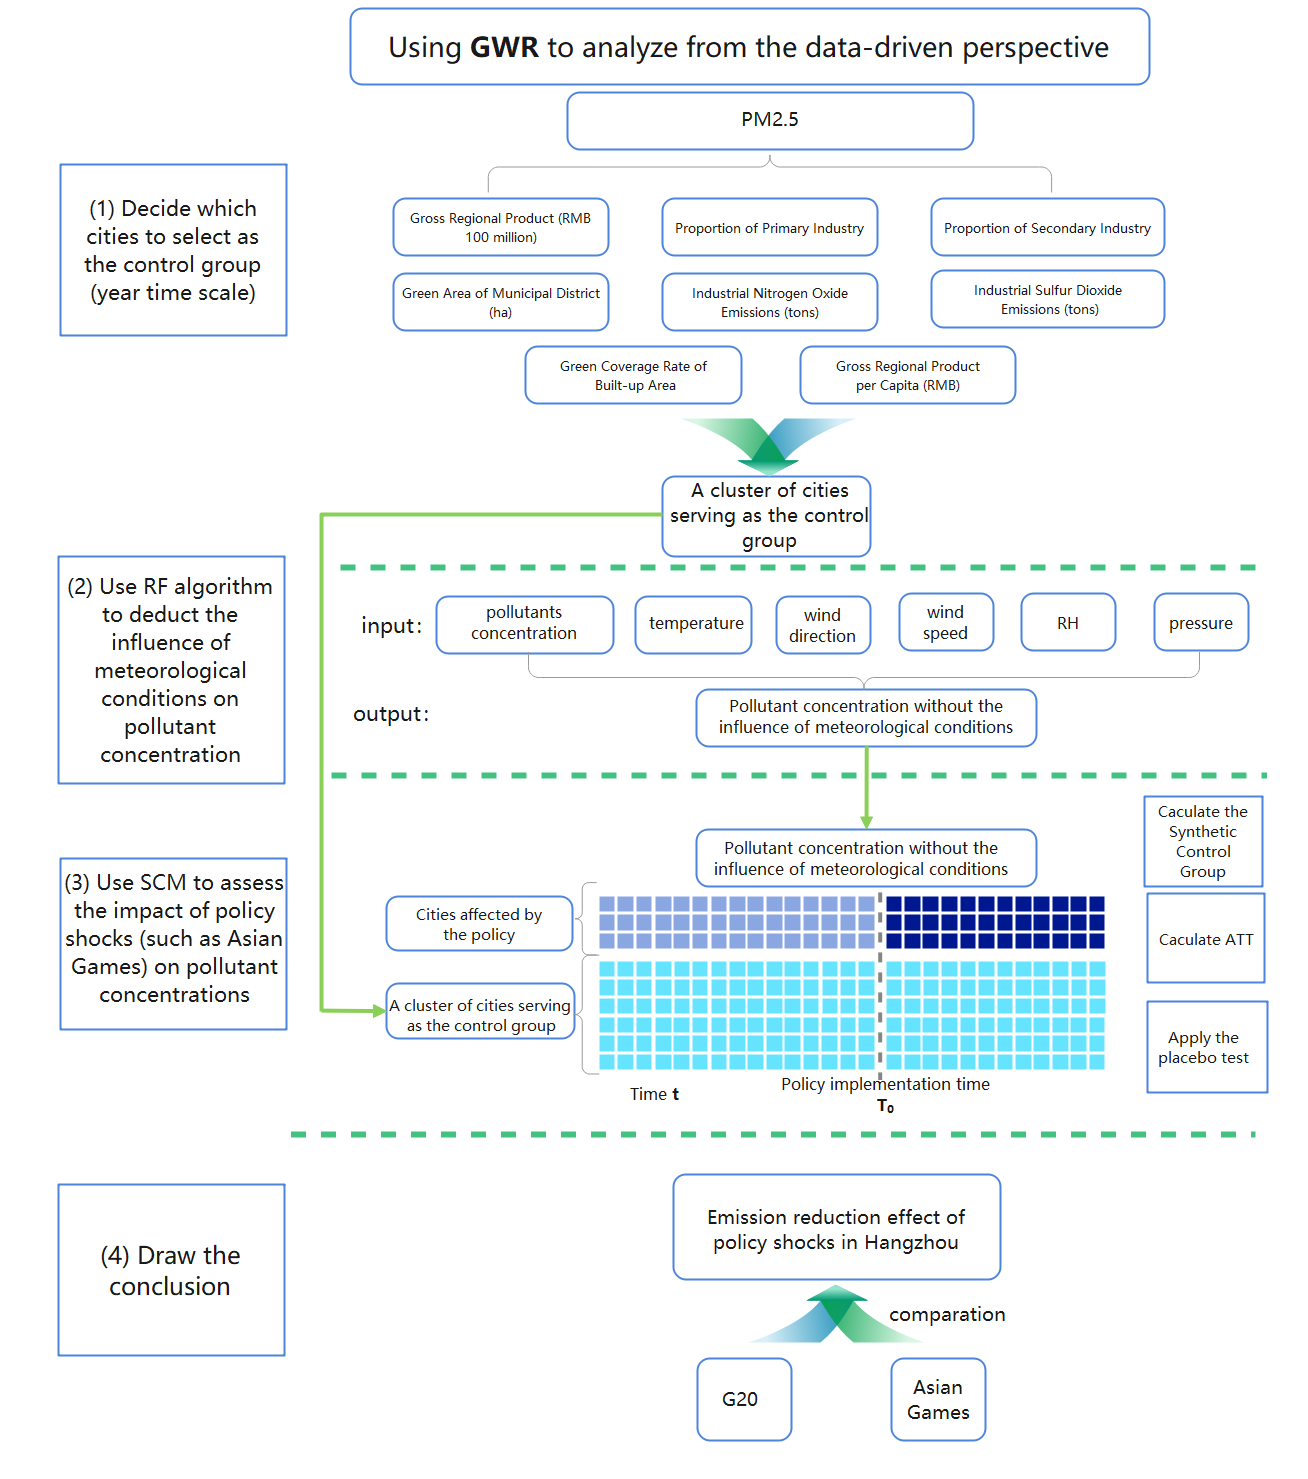 Using GWR to analyze from the data-driven perspective
PM2.5
(1) Decide which
cities to select as
the control group
(year time scale)
Gross Regional Product (RMB
100 million)
Proportion of Primary Industry
Proportion of Secondary Industry
Green Area of Municipal District
(ha)
Industrial Nitrogen Oxide
Emissions (tons)
Industrial Sulfur Dioxide
Emissions (tons)
Green Coverage Rate of
Built-up Area
Gross Regional Product
per Capita (RMB)
A cluster of cities
serving as the control
group
(2) Use RF algorithm
to deduct the
influence of
meteorological
conditions on
pollutant
concentration
input:
pollutants
concentration
temperature
wind
direction
wind
speed
RH
pressure
output:
Pollutant concentration without the
influence of meteorological conditions
(3) Use SCM to assess
the impact of policy
shocks (such as Asian
Games) on pollutant
concentrations
Pollutant concentration without the
influence of meteorological conditions
Cities affected by
the policy
A cluster of cities serving
as the control group
Time t
Policy implementation time
T₀
Caculate the
Synthetic
Control
Group
Caculate ATT
Apply the
placebo test
(4) Draw the
conclusion
Emission reduction effect of
policy shocks in Hangzhou
comparation
G20
Asian
Games